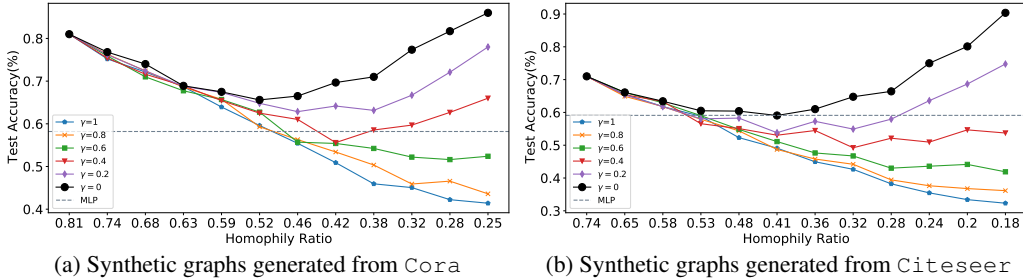 Test Accuracy(%)
0.8
0.7
0.6
0.5
0.4
γ=1
γ=0.8
γ=0.6
γ=0.4
γ=0.2
γ=0
MLP
0.81 0.74 0.68 0.63 0.59 0.52 0.46 0.42 0.38 0.32 0.28 0.25
Homophily Ratio
(a) Synthetic graphs generated from Cora
Test Accuracy(%)
0.9
0.8
0.7
0.6
0.5
0.4
0.3
γ=1
γ=0.8
γ=0.6
γ=0.4
γ=0.2
γ=0
MLP
0.74 0.65 0.58 0.53 0.48 0.42 0.36 0.32 0.28 0.24 0.2 0.18
Homophily Ratio
(b) Synthetic graphs generated from Citeseer